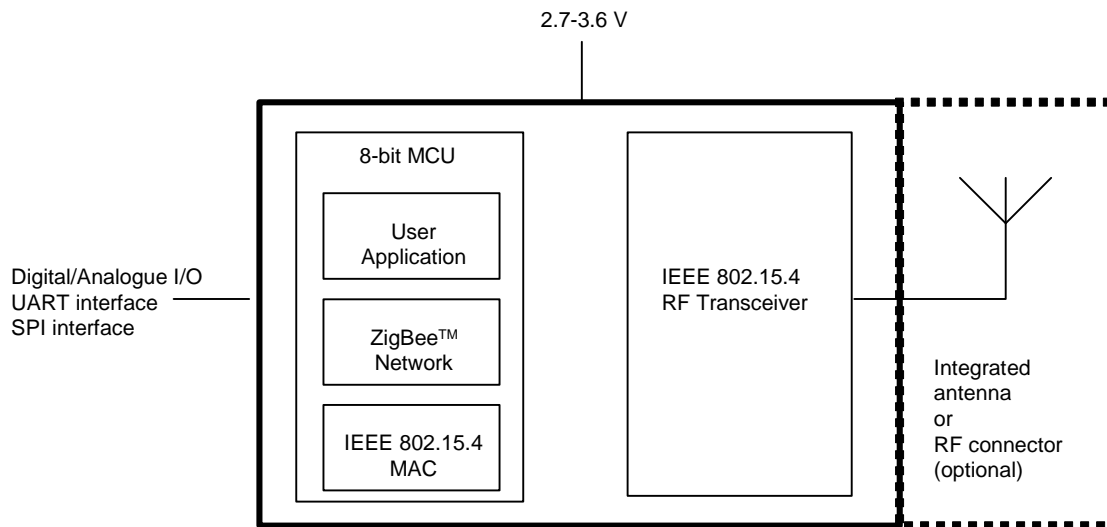 2.7-3.6 V
8-bit MCU
User
Application
ZigBee™
Network
IEEE 802.15.4
MAC
IEEE 802.15.4
RF Transceiver
Digital/Analogue I/O
UART interface
SPI interface
Integrated
antenna
or
RF connector
(optional)